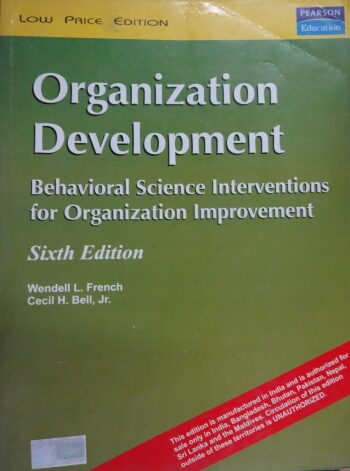 Low Price Edition
PEARSON
Education
Organization
Development
Behavioral Science Interventions
for Organization Improvement
Sixth Edition
Wendell L. French
Cecil H. Bell, Jr.
This edition is manufactured in India and is authorized for
sale only in India, Bangladesh, Bhutan, Pakistan, Nepal,
Sri Lanka and the Maldives. Circulation of this edition
outside of these territories is UNAUTHORIZED.